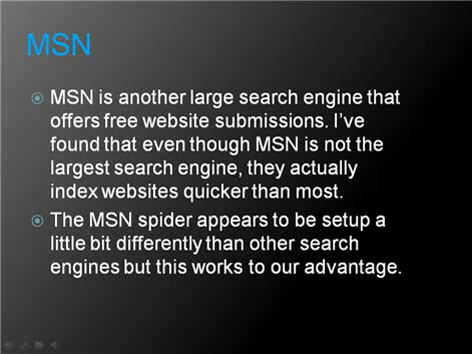 MSN
MSN is another large search engine that
offers free website submissions. I've
found that even though MSN is not the
largest search engine, they actually
index websites quicker than most.
The MSN spider appears to be setup a
little bit differently than other search
engines but this works to our advantage.